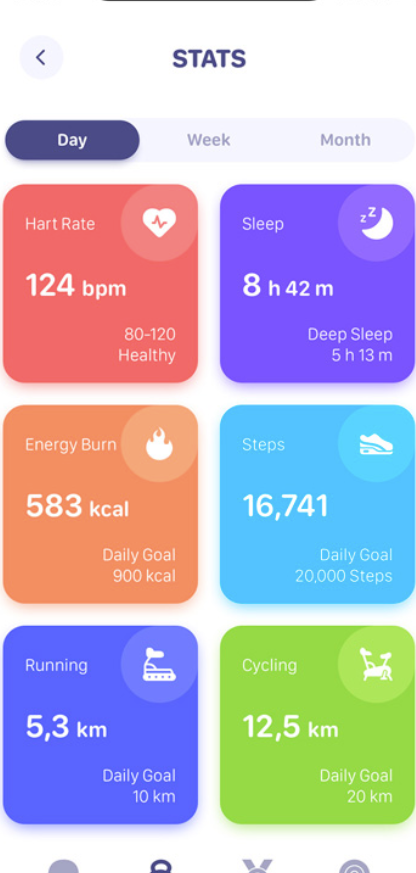 STATS
Day Week Month
Hart Rate
124 bpm
80-120
Healthy
Sleep
zZ
8 h 42 m
Deep Sleep
5 h 13 m
Energy Burn
583 kcal
Daily Goal
900 kcal
Steps
16,741
Daily Goal
20,000 Steps
Running
5,3 km
Daily Goal
10 km
Cycling
12,5 km
Daily Goal
20 km